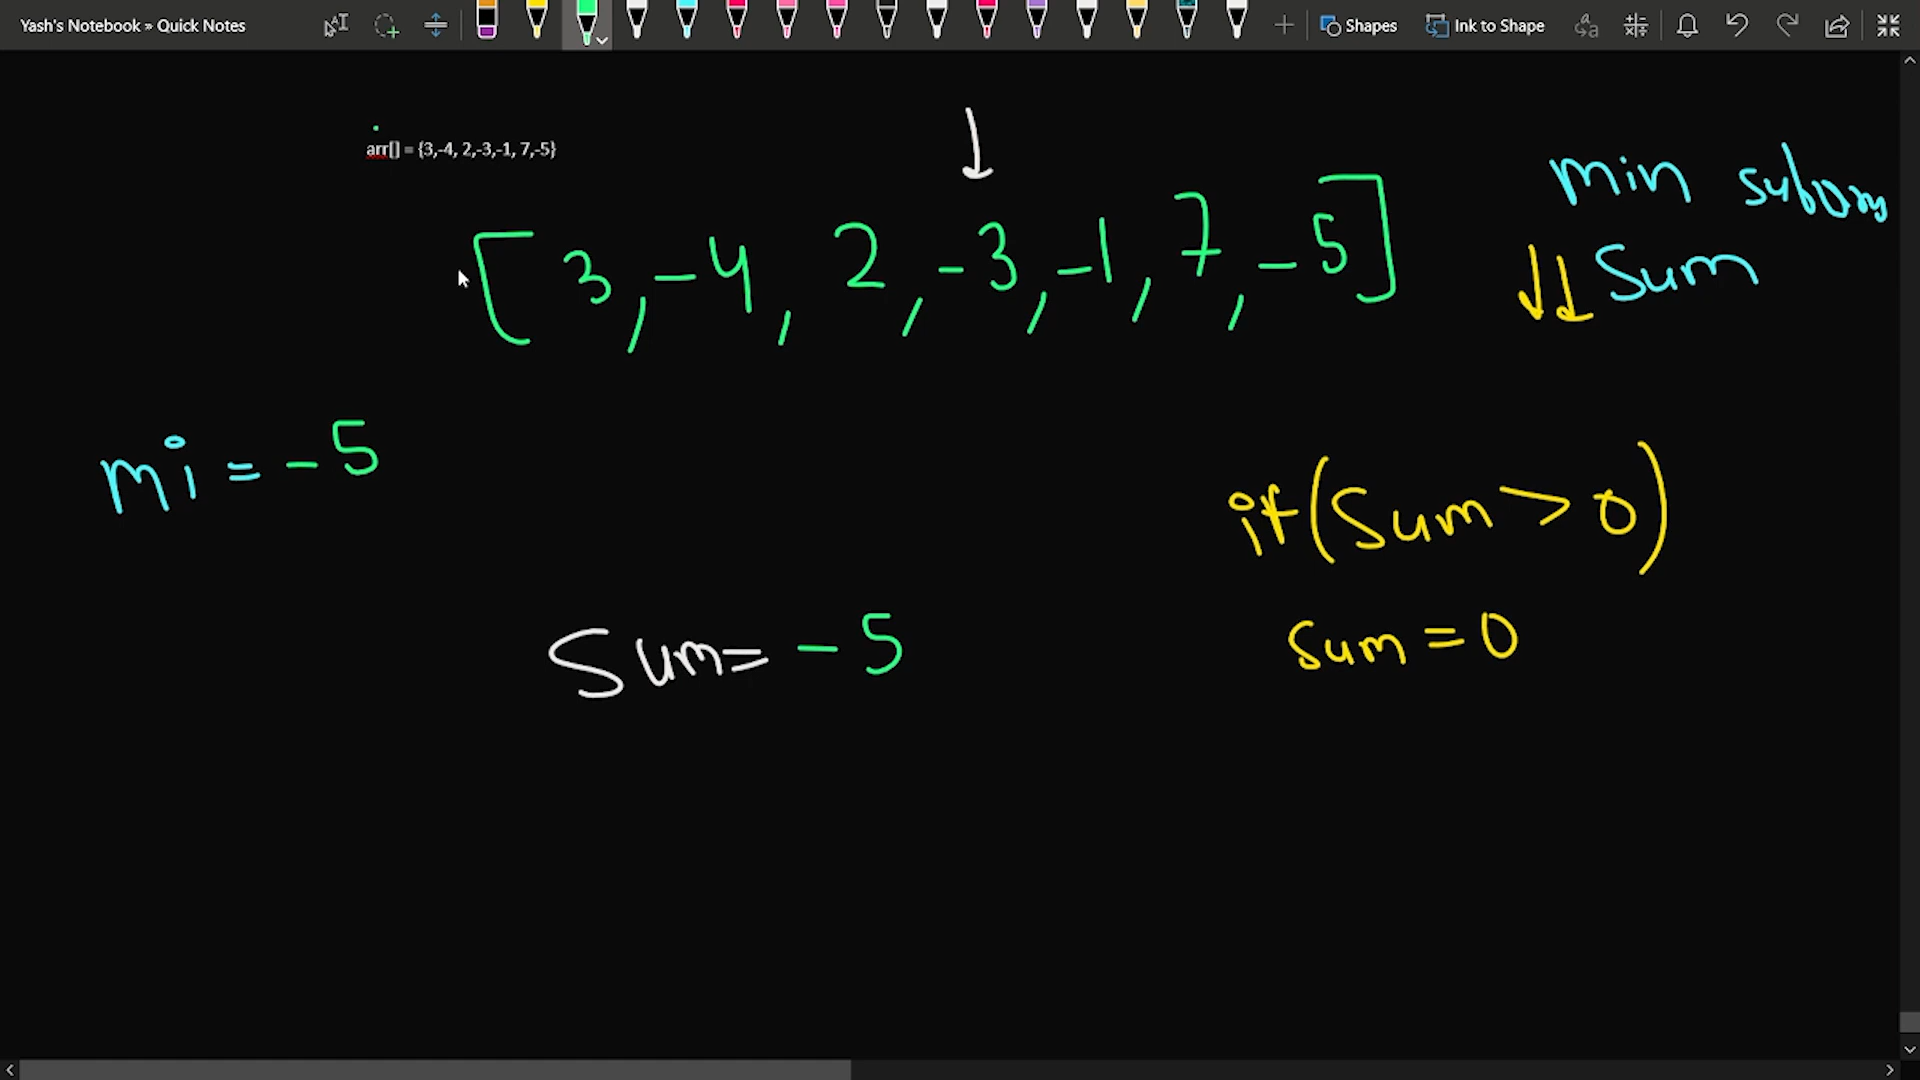 Yash's Notebook » Quick Notes
Shapes
Ink to Shape
arr[] = {3,-4, 2,-3,-1, 7,-5}
[ 3, -4, 2, -3, -1, 7, -5 ]
min
Sum
mi = -5
if(Sum > 0)
Sum = 0
Sum = -5